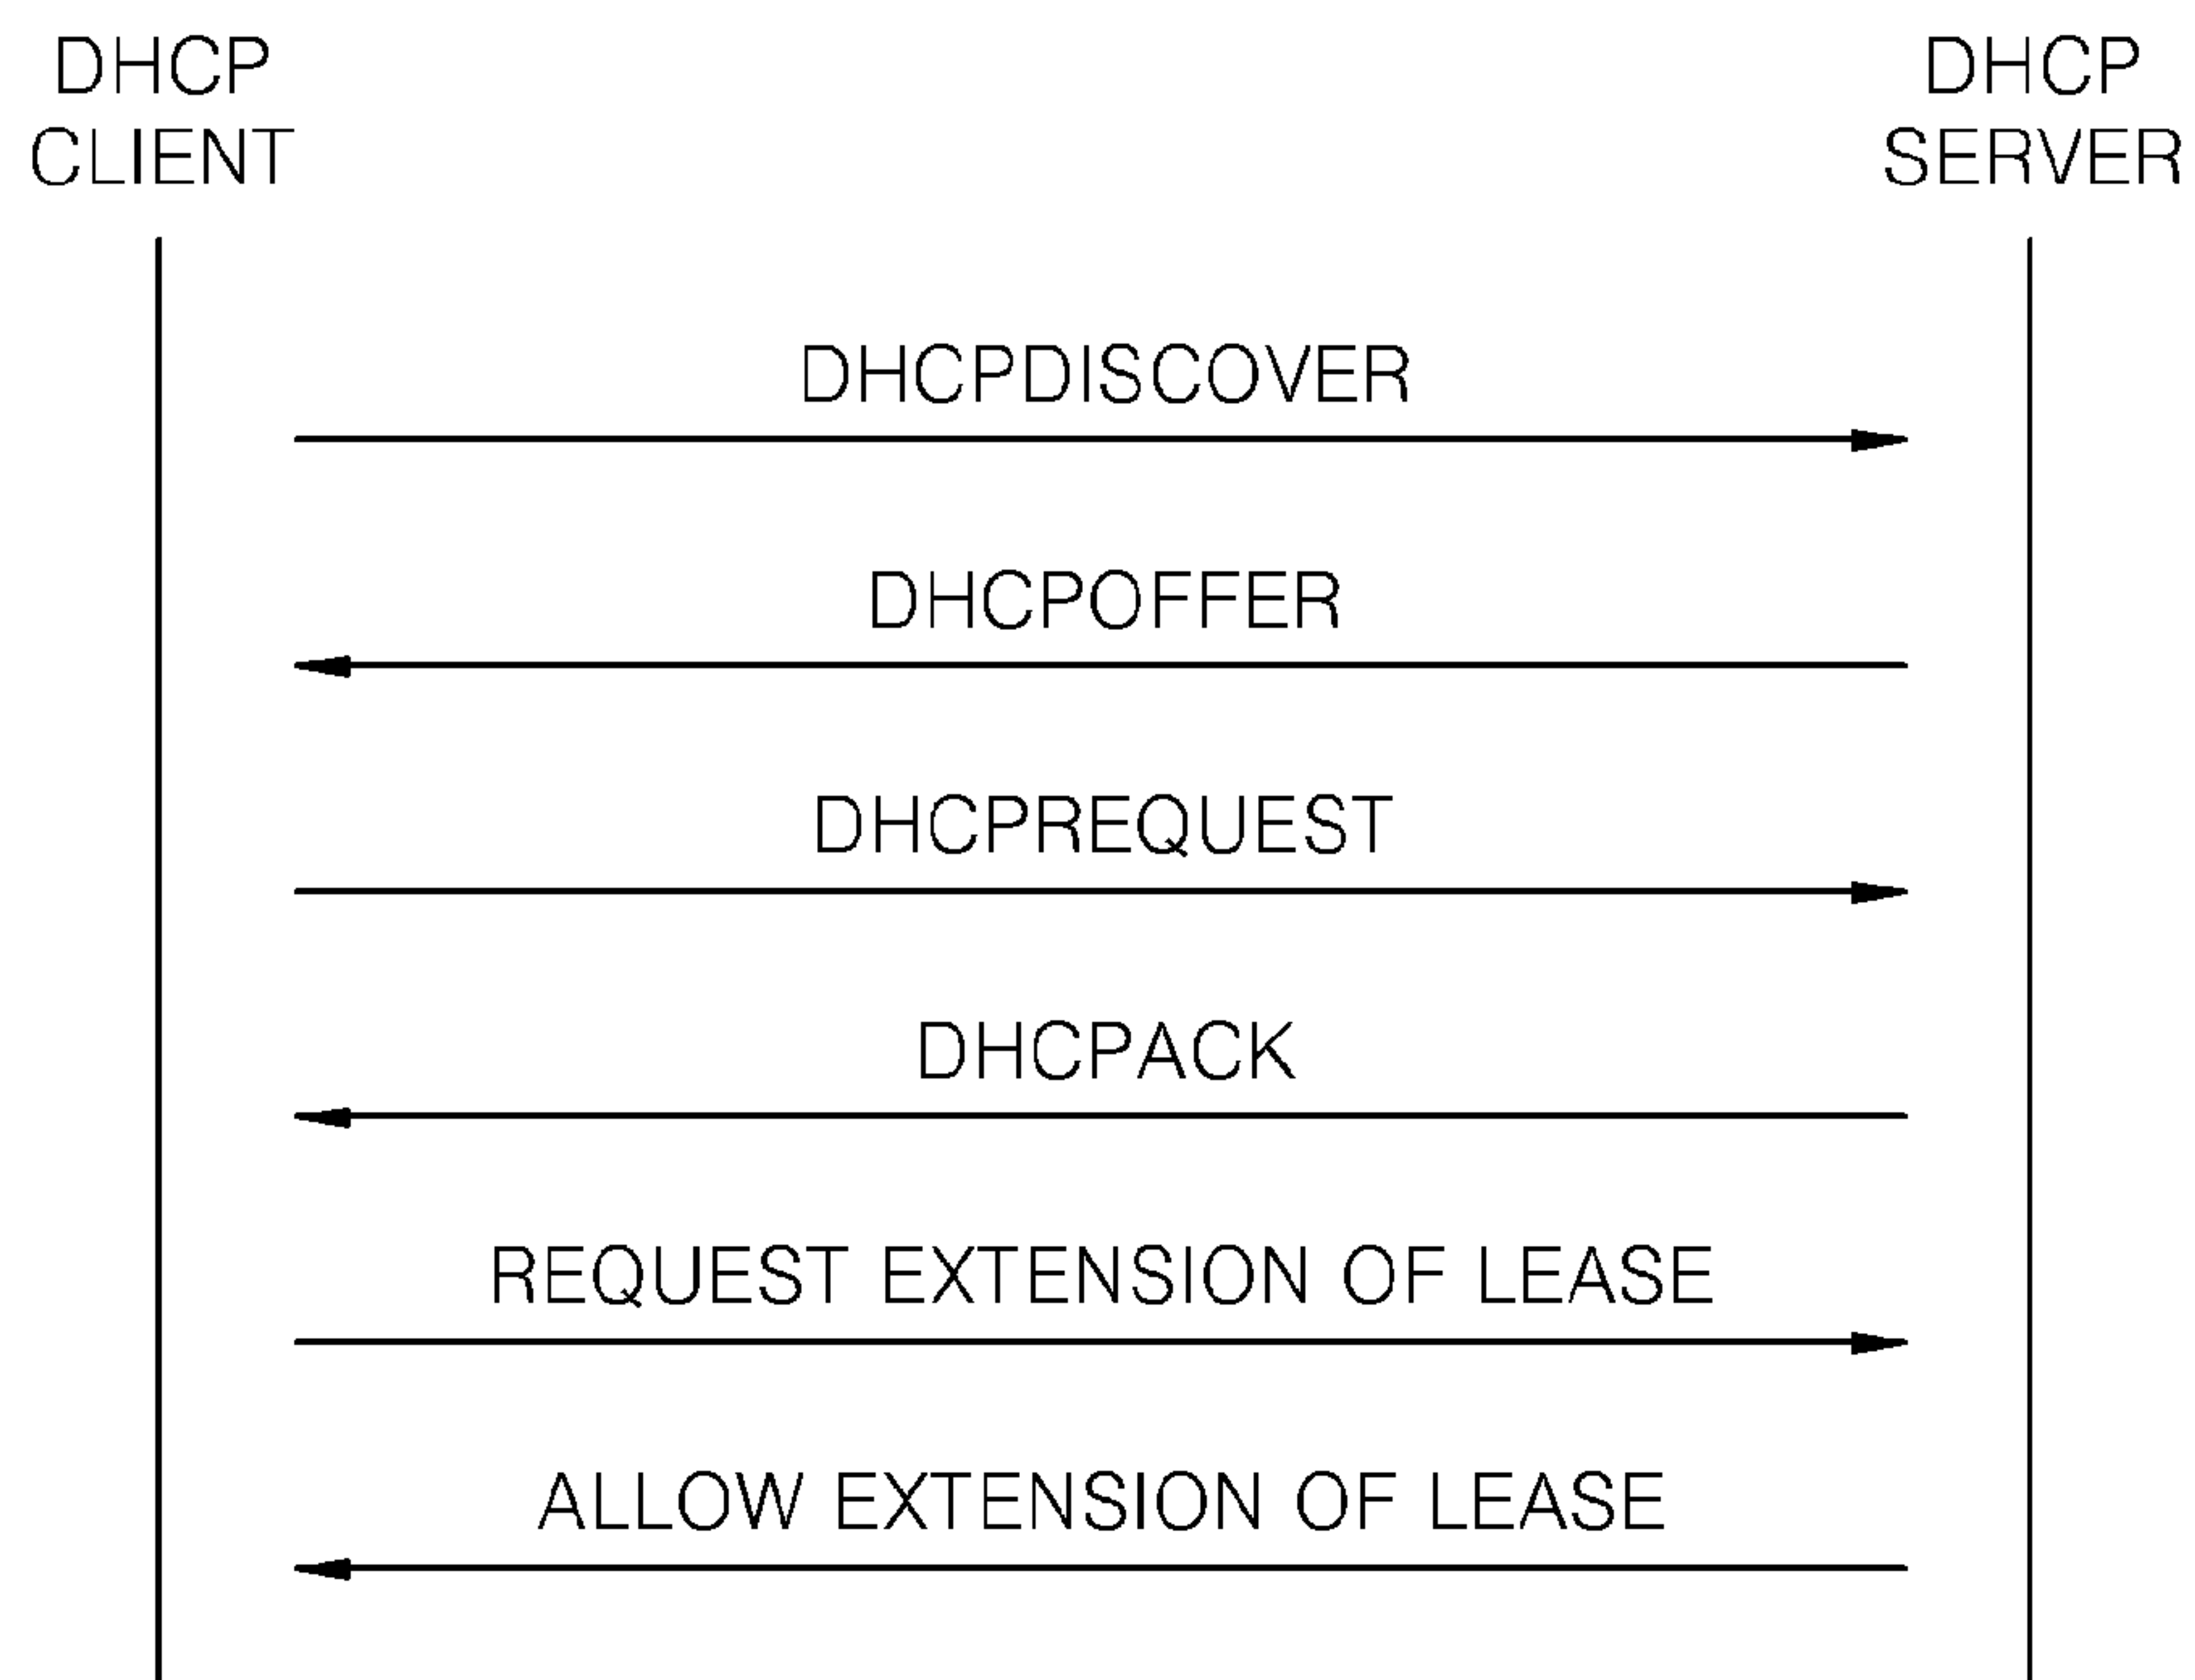 DHCP
CLIENT
DHCP
SERVER
DHCPDISCOVER
DHCPOFFER
DHCPREQUEST
DHCPACK
REQUEST EXTENSION OF LEASE
ALLOW EXTENSION OF LEASE